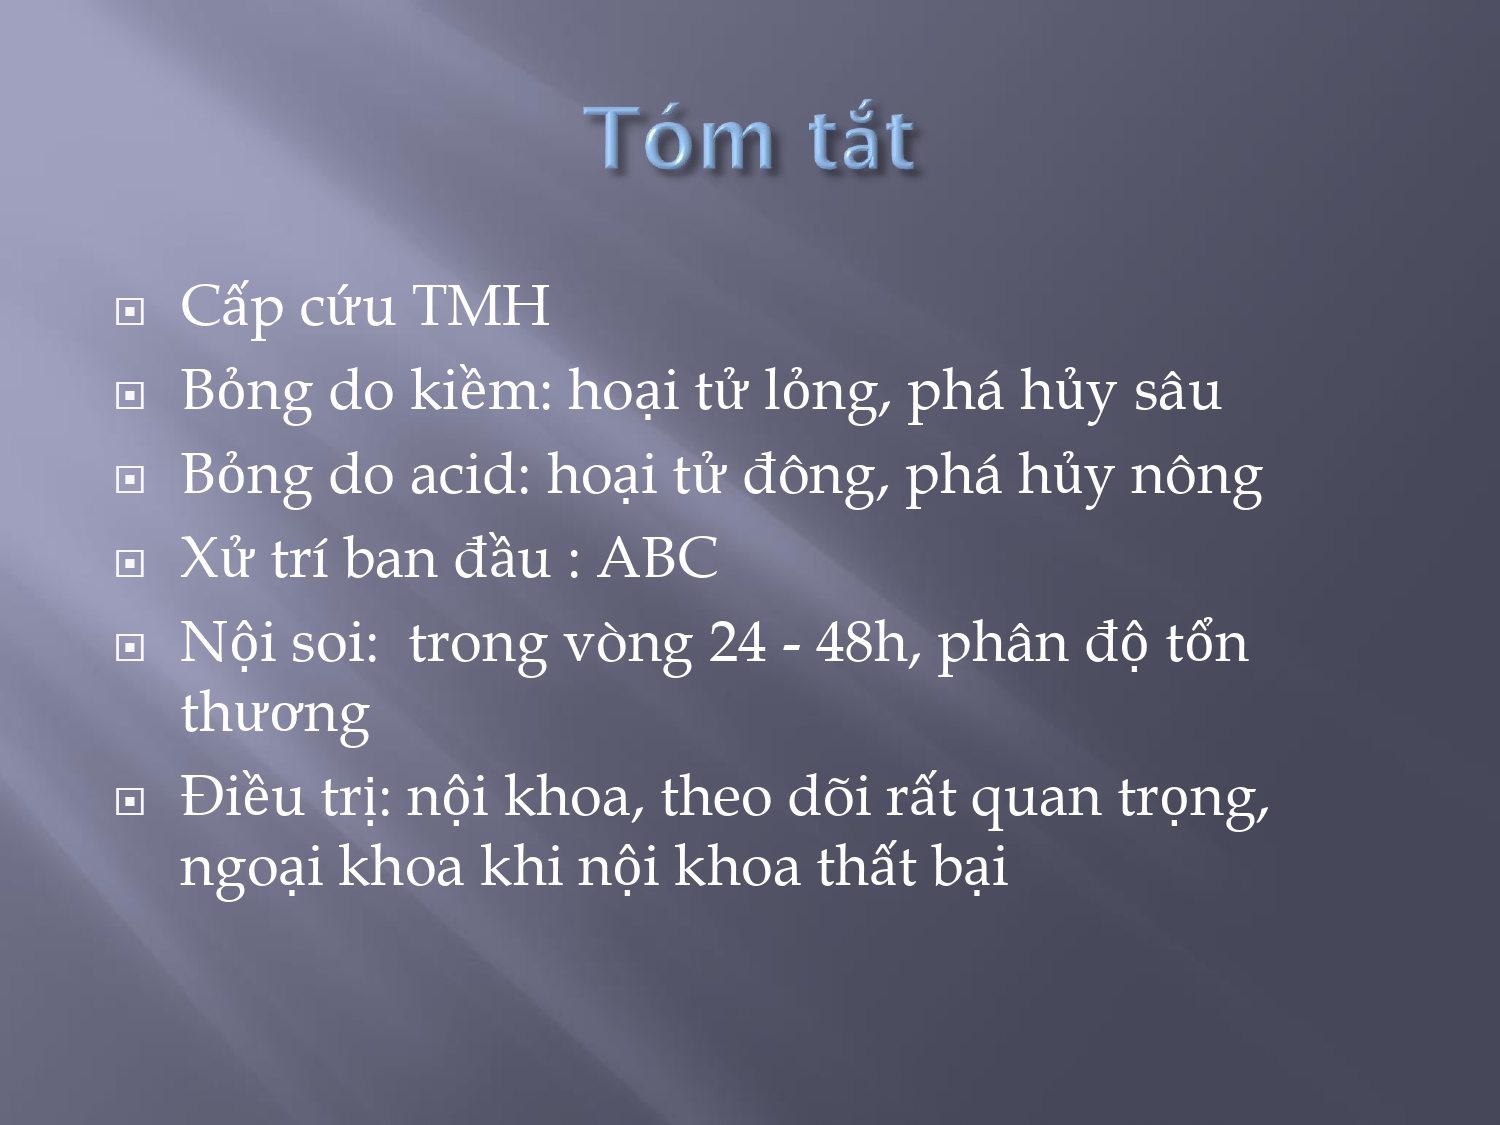 Tóm tắt
Cấp cứu TMH
Bỏng do kiềm: hoại tử lỏng, phá hủy sâu
Bỏng do acid: hoại tử đông, phá hủy nông
Xử trí ban đầu : ABC
Nội soi:  trong vòng 24 - 48h, phân độ tổn
thương
Điều trị: nội khoa, theo dõi rất quan trọng,
ngoại khoa khi nội khoa thất bại